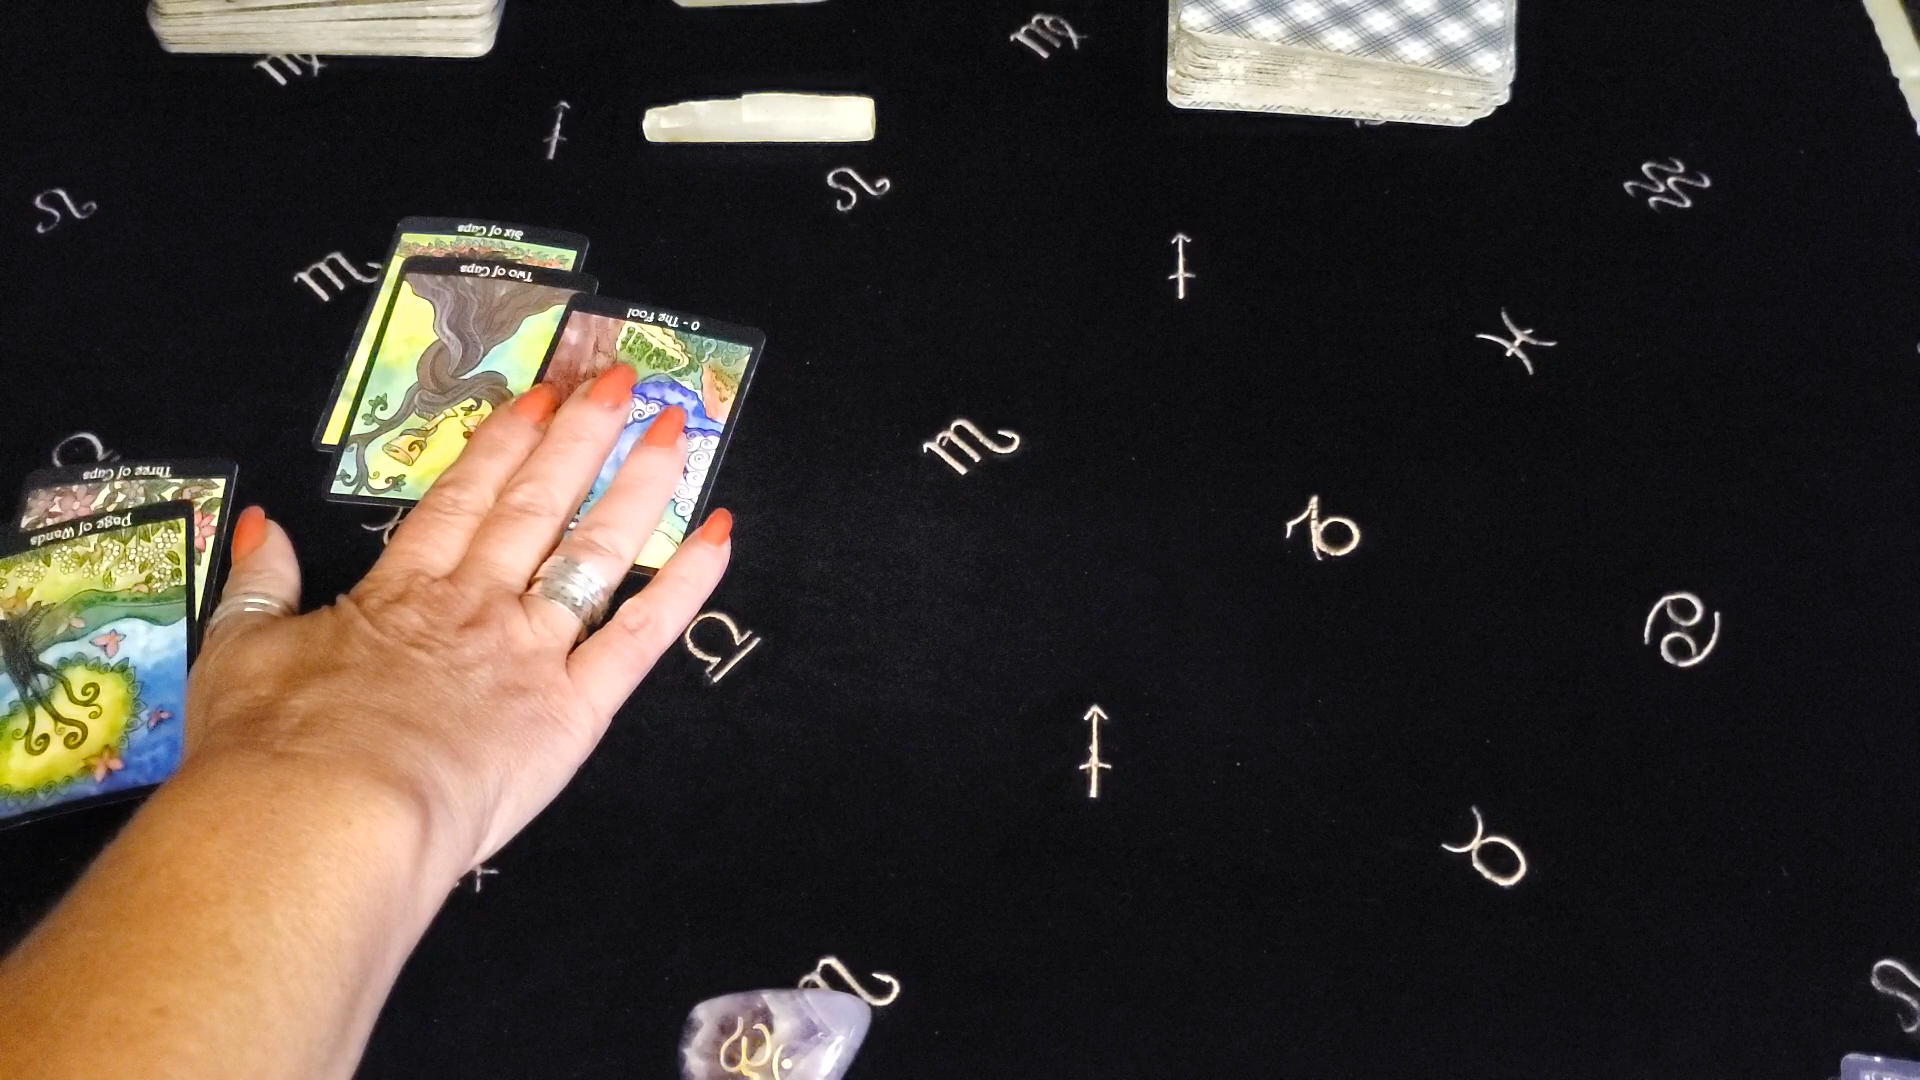 Six of Cups
Two of Cups
0 - The Fool
Three of Cups
Page of Wands